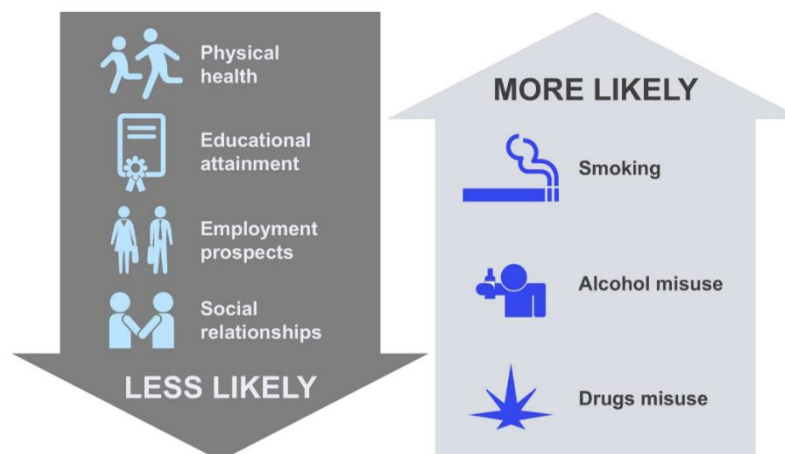 Physical
health
Educational
attainment
Employment
prospects
Social
relationships
LESS LIKELY
MORE LIKELY
Smoking
Alcohol misuse
Drugs misuse